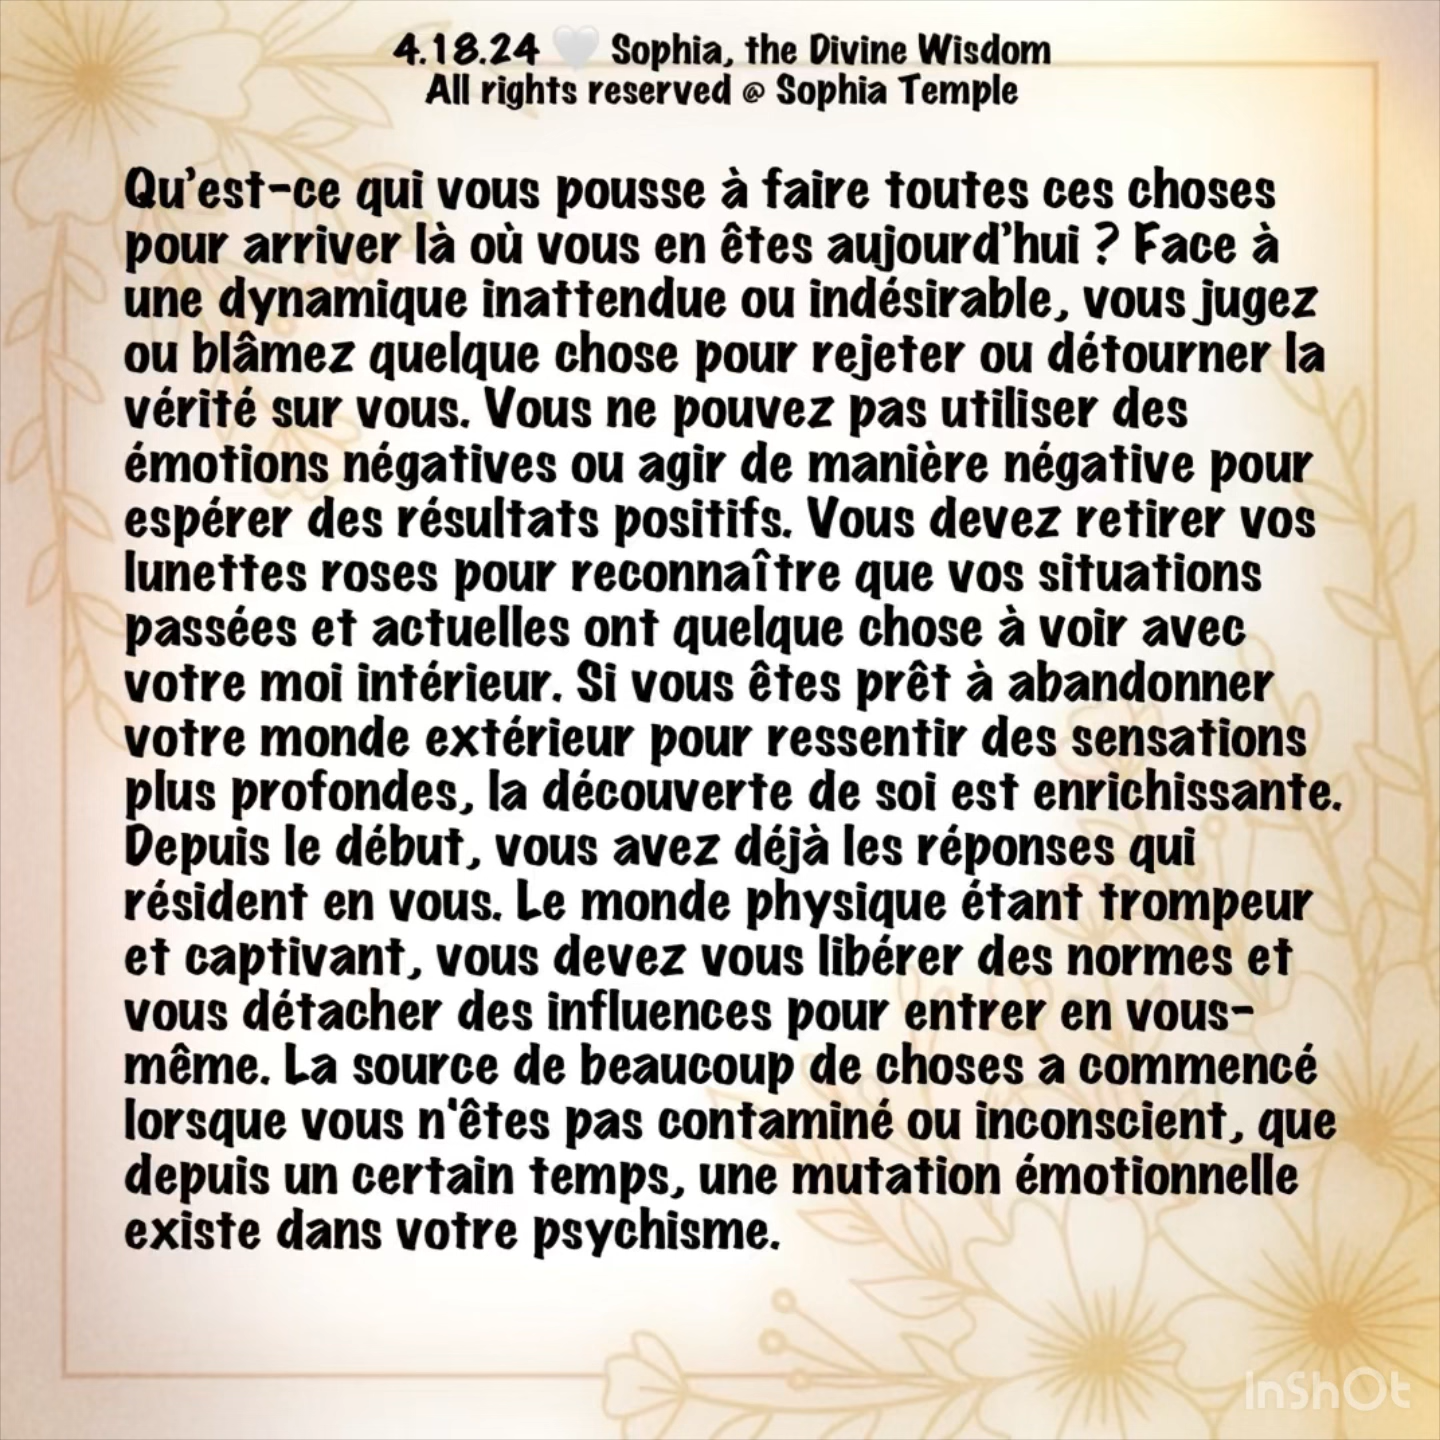 4.18.24 🤍 Sophia, the Divine Wisdom
All rights reserved @ Sophia Temple
Qu'est-ce qui vous pousse à faire toutes ces choses
pour arriver là où vous en êtes aujourd'hui ? Face à
une dynamique inattendue ou indésirable, vous jugez
ou blâmez quelque chose pour rejeter ou détourner la
vérité sur vous. Vous ne pouvez pas utiliser des
émotions négatives ou agir de manière négative pour
espérer des résultats positifs. Vous devez retirer vos
lunettes roses pour reconnaître que vos situations
passées et actuelles ont quelque chose à voir avec
votre moi intérieur. Si vous êtes prêt à abandonner
votre monde extérieur pour ressentir des sensations
plus profondes, la découverte de soi est enrichissante.
Depuis le début, vous avez déjà les réponses qui
résident en vous. Le monde physique étant trompeur
et captivant, vous devez vous libérer des normes et
vous détacher des influences pour entrer en vous-
même. La source de beaucoup de choses a commencé
lorsque vous n'êtes pas contaminé ou inconscient, que
depuis un certain temps, une mutation émotionnelle
existe dans votre psychisme.
InShOt